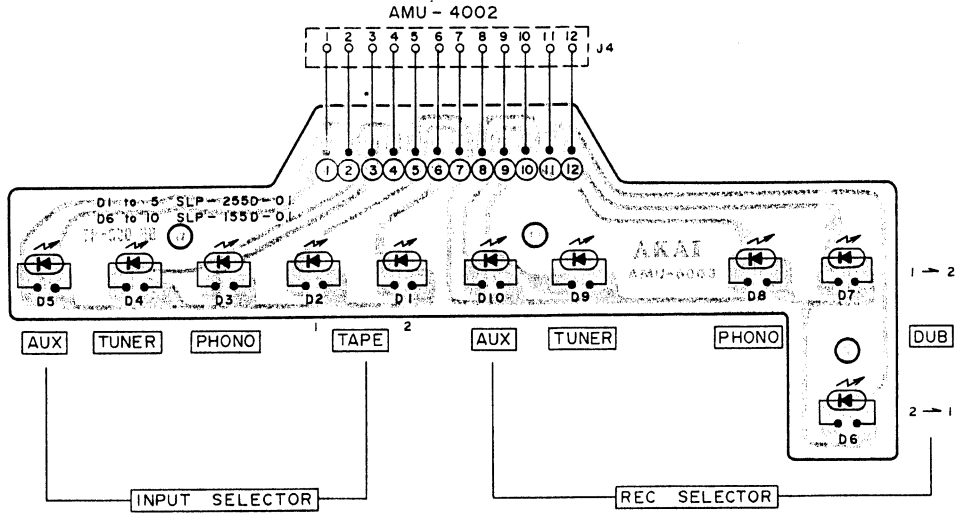 AMU-4002
1 2 3 4 5 6 7 8 9 10 11 12 J4
1 2 3 4 5 6 7 8 9 10 11 12
D1 to 5 SLP-255D-01
D6 to 10 SLP-155D-01
AKAI
AMU-6003
D5 D4 D3 D2 D1 D10 D9 D8 D7
1 → 2
1 2
AUX TUNER PHONO TAPE AUX TUNER PHONO DUB
2 → 1
D6
INPUT SELECTOR REC SELECTOR